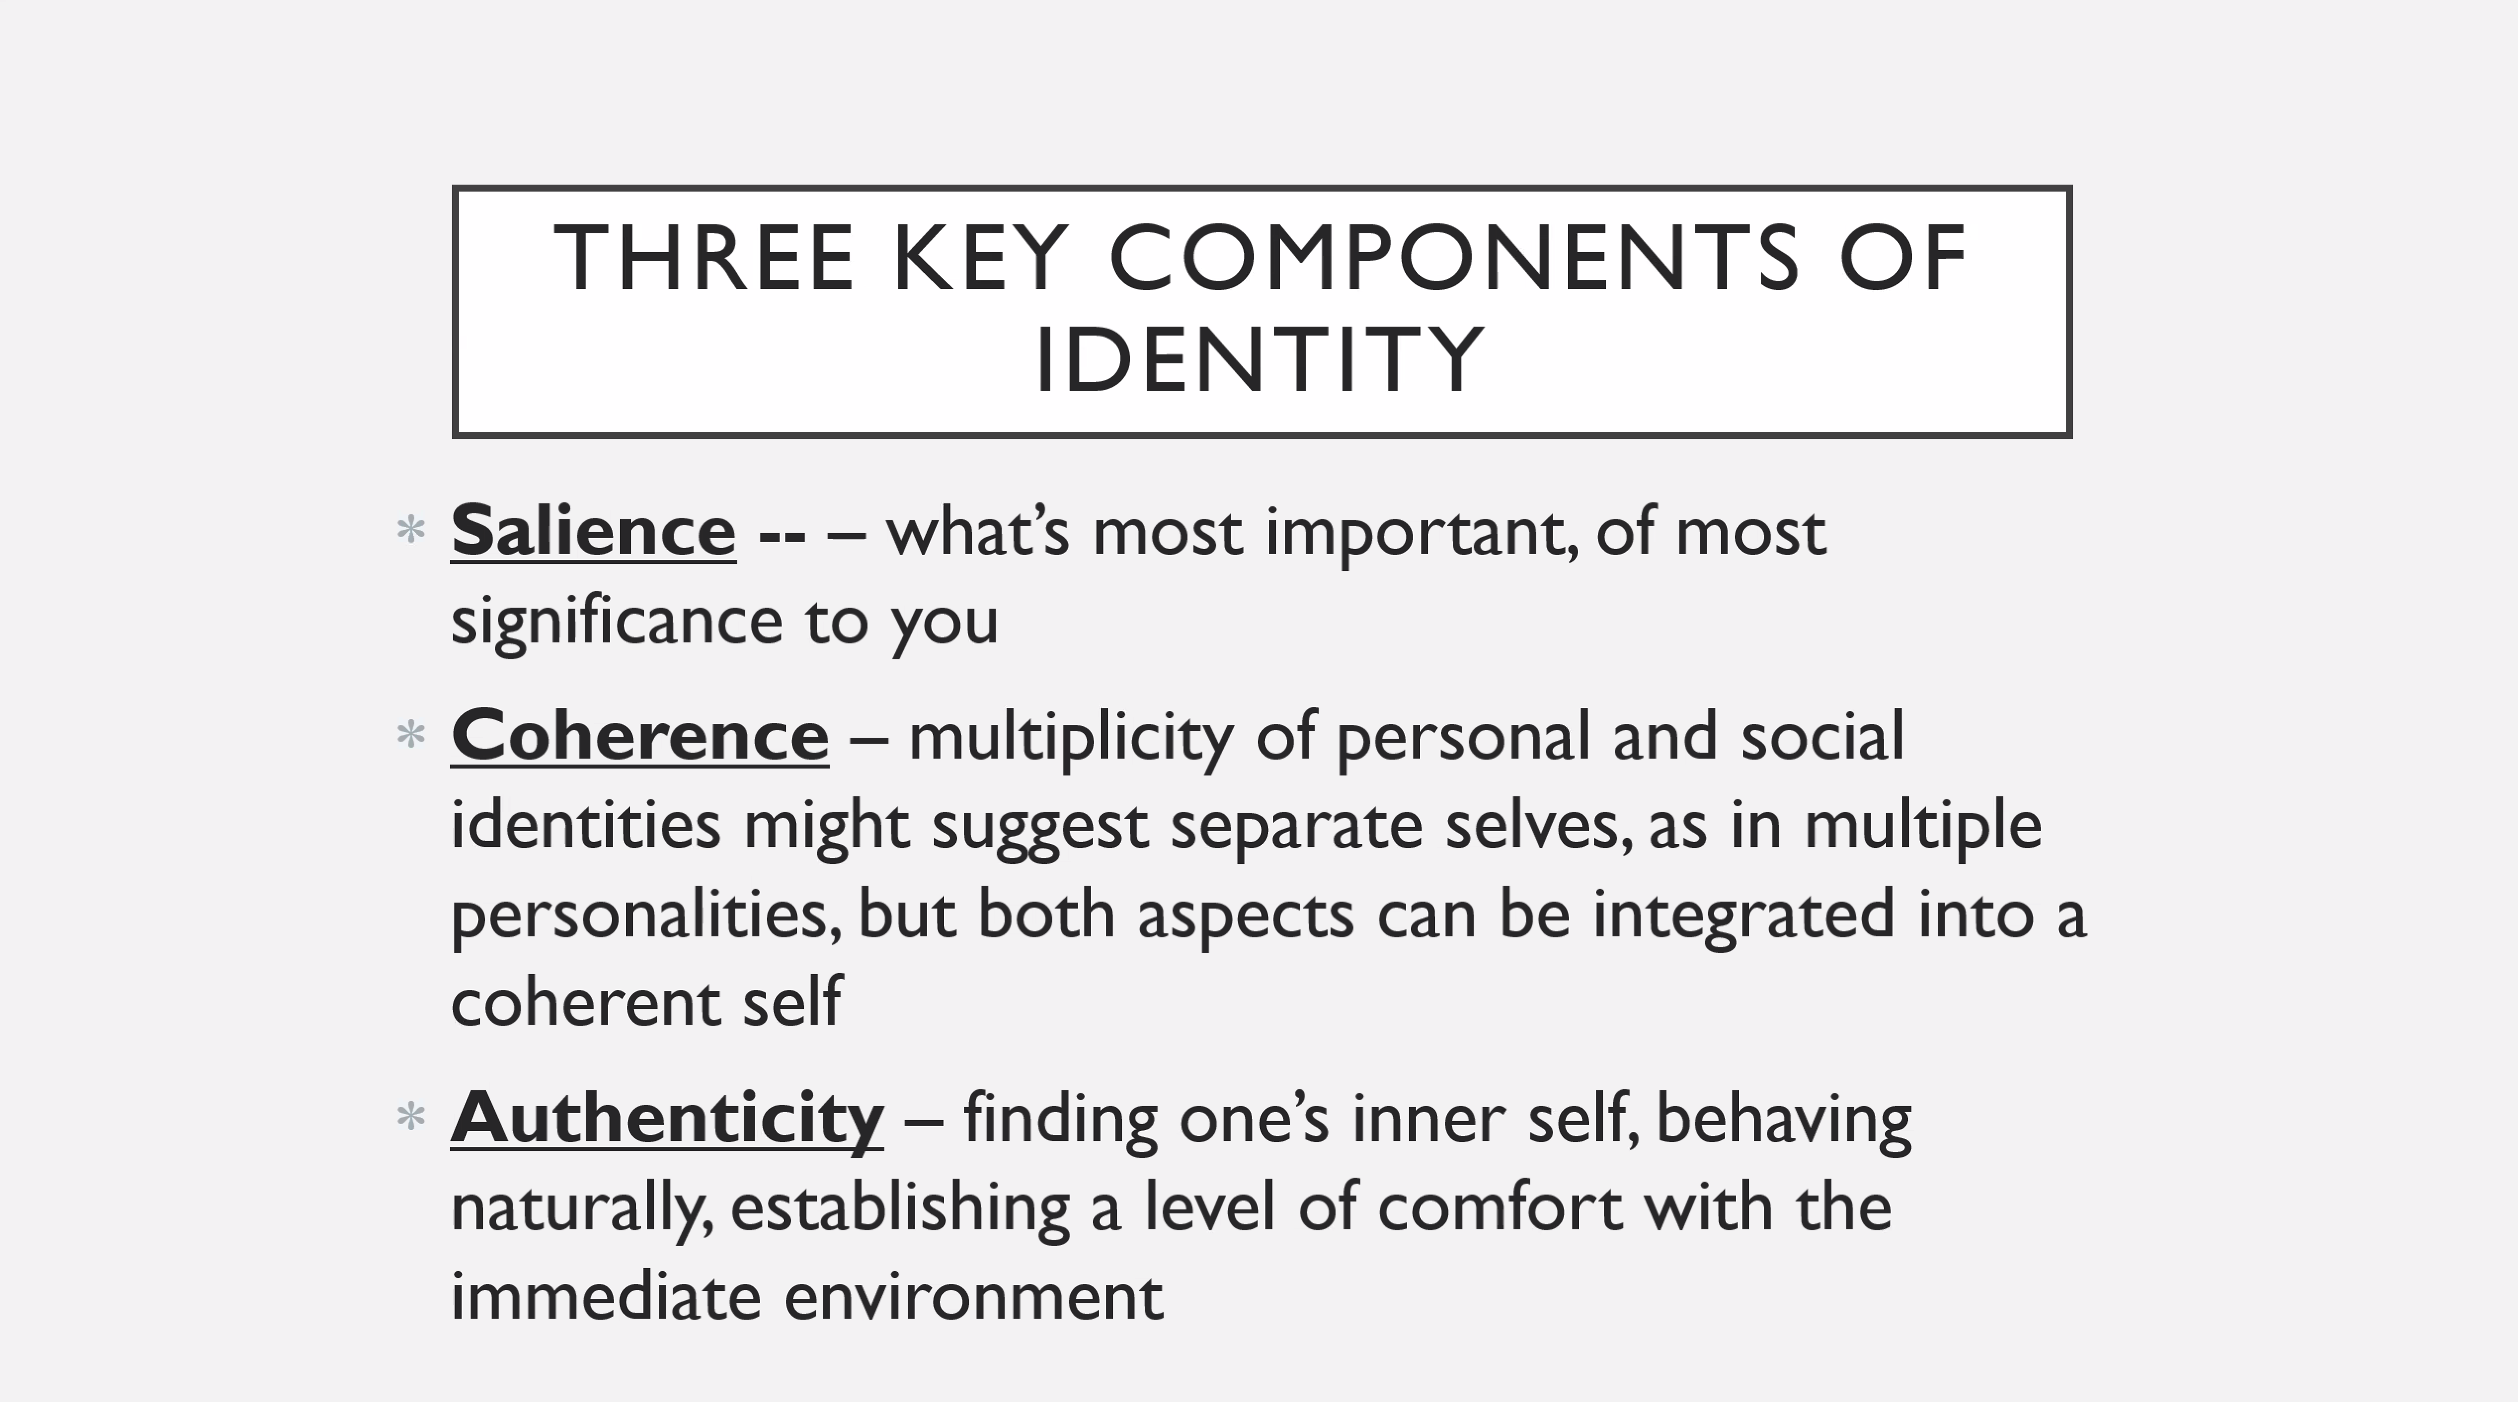 THREE KEY COMPONENTS OF
IDENTITY
* Salience -- – what’s most important, of most
significance to you
* Coherence – multiplicity of personal and social
identities might suggest separate selves, as in multiple
personalities, but both aspects can be integrated into a
coherent self
* Authenticity – finding one’s inner self, behaving
naturally, establishing a level of comfort with the
immediate environment